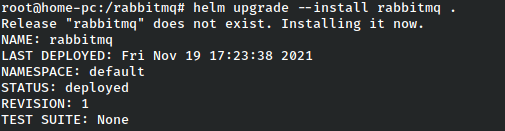 root@home-pc:/rabbitmq# helm upgrade --install rabbitmq .
Release "rabbitmq" does not exist. Installing it now.
NAME: rabbitmq
LAST DEPLOYED: Fri Nov 19 17:23:38 2021
NAMESPACE: default
STATUS: deployed
REVISION: 1
TEST SUITE: None